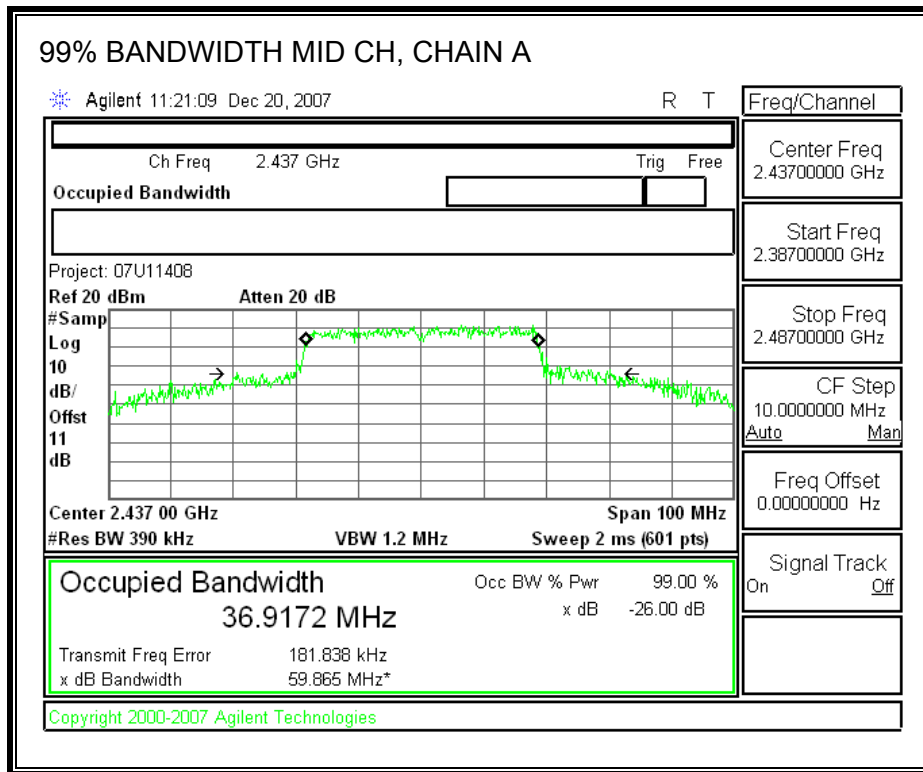 99% BANDWIDTH MID CH, CHAIN A
Agilent 11:21:09 Dec 20, 2007 R T
Freq/Channel
Ch Freq 2.437 GHz Trig Free
Occupied Bandwidth
Center Freq
2.43700000 GHz
Start Freq
2.38700000 GHz
Stop Freq
2.48700000 GHz
CF Step
10.0000000 MHz
Auto Man
Freq Offset
0.00000000 Hz
Signal Track
On Off
Project: 07U11408
Ref 20 dBm Atten 20 dB
#Samp
Log
10
dB/
Offst
11
dB
Center 2.437 00 GHz Span 100 MHz
#Res BW 390 kHz VBW 1.2 MHz Sweep 2 ms (601 pts)
Occupied Bandwidth Occ BW % Pwr 99.00 %
36.9172 MHz x dB -26.00 dB
Transmit Freq Error 181.838 kHz
x dB Bandwidth 59.865 MHz*
Copyright 2000-2007 Agilent Technologies